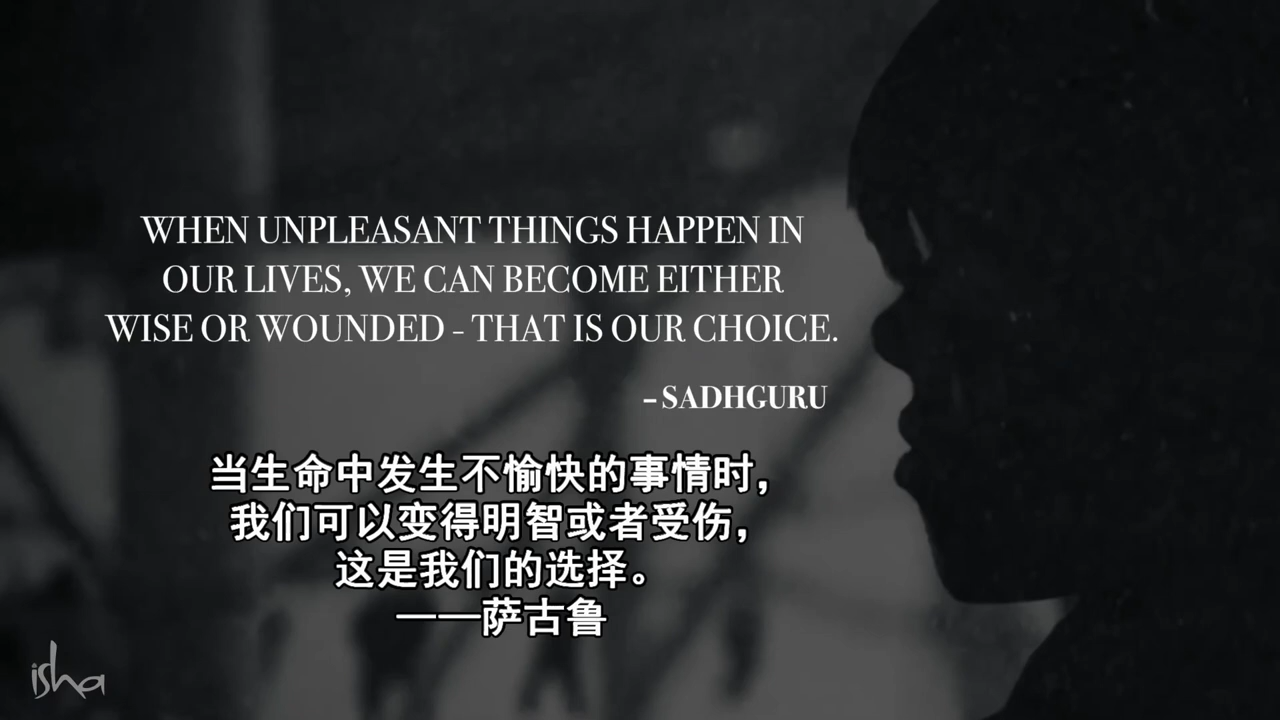 WHEN UNPLEASANT THINGS HAPPEN IN
OUR LIVES, WE CAN BECOME EITHER
WISE OR WOUNDED - THAT IS OUR CHOICE.
- SADHGURU
当生命中发生不愉快的事情时，
我们可以变得明智或者受伤，
这是我们的选择。
——萨古鲁
isha